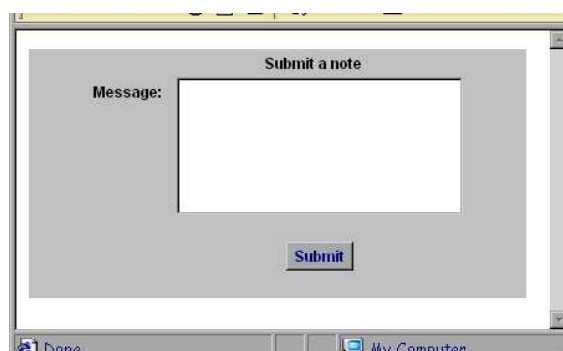 Submit a note
Message:
Submit
Done
My Computer